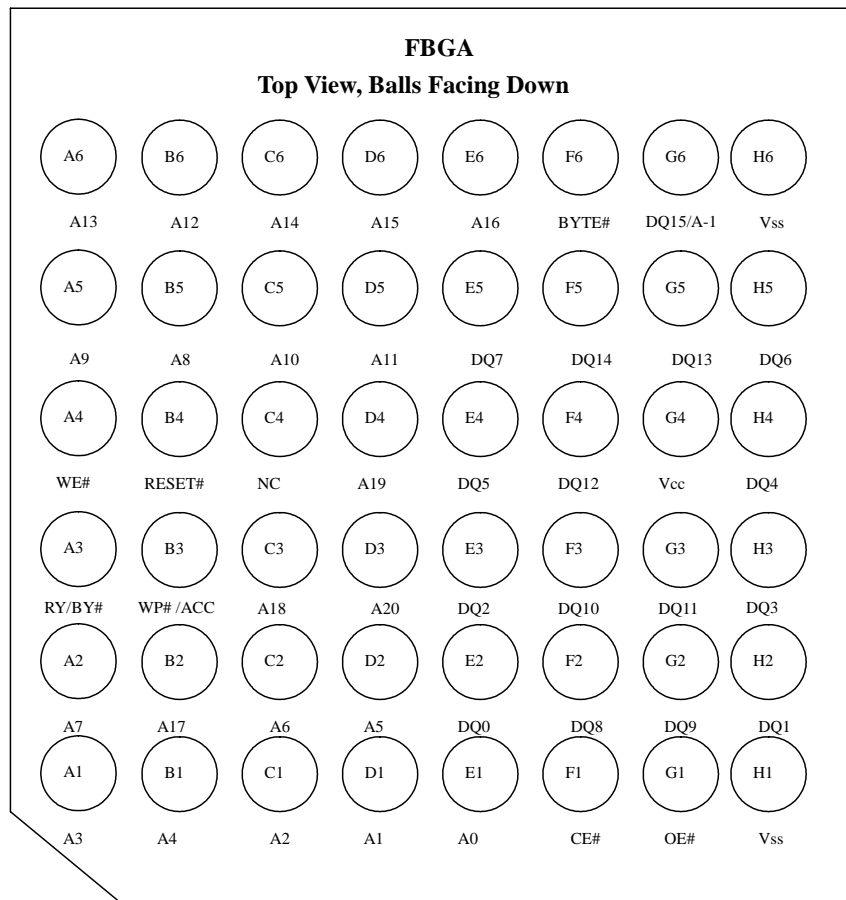 FBGA
Top View, Balls Facing Down
A6 B6 C6 D6 E6 F6 G6 H6
A13 A12 A14 A15 A16 BYTE# DQ15/A-1 Vss
A5 B5 C5 D5 E5 F5 G5 H5
A9 A8 A10 A11 DQ7 DQ14 DQ13 DQ6
A4 B4 C4 D4 E4 F4 G4 H4
WE# RESET# NC A19 DQ5 DQ12 Vcc DQ4
A3 B3 C3 D3 E3 F3 G3 H3
RY/BY# WP# /ACC A18 A20 DQ2 DQ10 DQ11 DQ3
A2 B2 C2 D2 E2 F2 G2 H2
A7 A17 A6 A5 DQ0 DQ8 DQ9 DQ1
A1 B1 C1 D1 E1 F1 G1 H1
A3 A4 A2 A1 A0 CE# OE# Vss